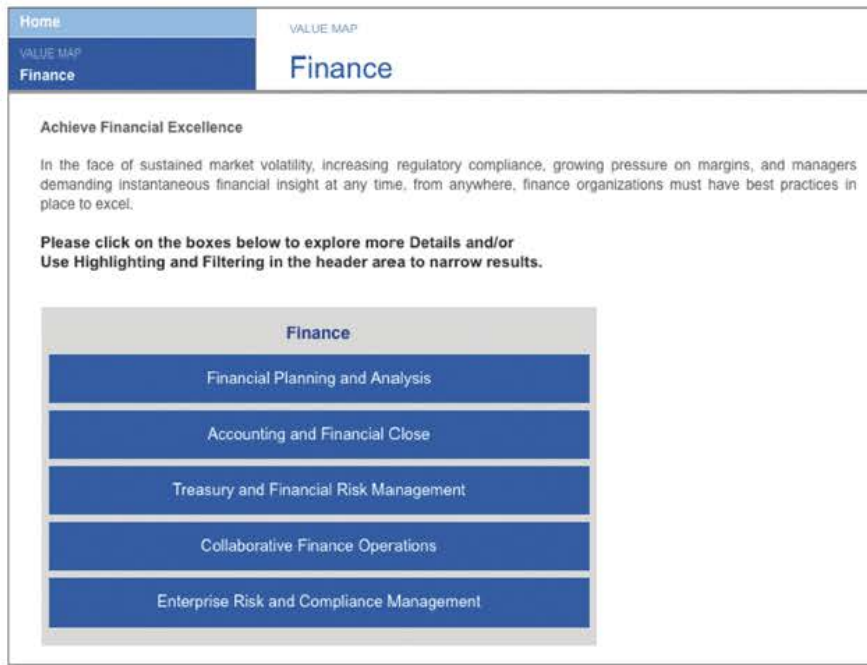 Home
VALUE MAP
Finance
VALUE MAP
Finance
Achieve Financial Excellence
In the face of sustained market volatility, increasing regulatory compliance, growing pressure on margins, and managers
demanding instantaneous financial insight at any time, from anywhere, finance organizations must have best practices in
place to excel.
Please click on the boxes below to explore more Details and/or
Use Highlighting and Filtering in the header area to narrow results.
Finance
Financial Planning and Analysis
Accounting and Financial Close
Treasury and Financial Risk Management
Collaborative Finance Operations
Enterprise Risk and Compliance Management